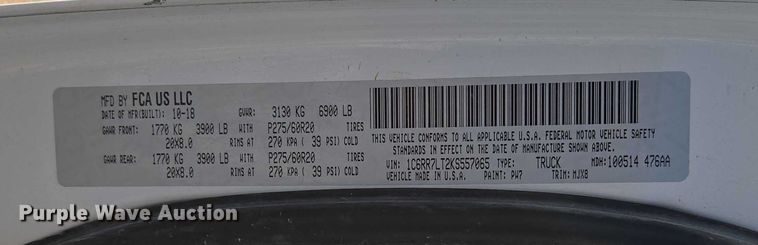 MFD BY FCA US LLC
DATE OF MFR(BUILT): 10-18 GVWR: 3130 KG 6900 LB
GAWR FRONT: 1770 KG 3900 LB P275/60R20 TIRES
20X8.0 RIMS AT 270 KPA ( 39 PSI) COLD
GAWR REAR: 1770 KG 3900 LB P275/60R20 TIRES
20X8.0 RIMS AT 270 KPA ( 39 PSI) COLD
THIS VEHICLE CONFORMS TO ALL APPLICABLE U.S.A. FEDERAL MOTOR VEHICLE SAFETY
STANDARDS IN EFFECT ON THE DATE OF MANUFACTURE SHOWN ABOVE.
VIN: 1C6RR7LT2KS557065 TYPE: TRUCK MDH: 100514 476AA
VEHICLE MADE IN U.S.A. PAINT: PW7 TRIM: MJX8
Purple Wave Auction